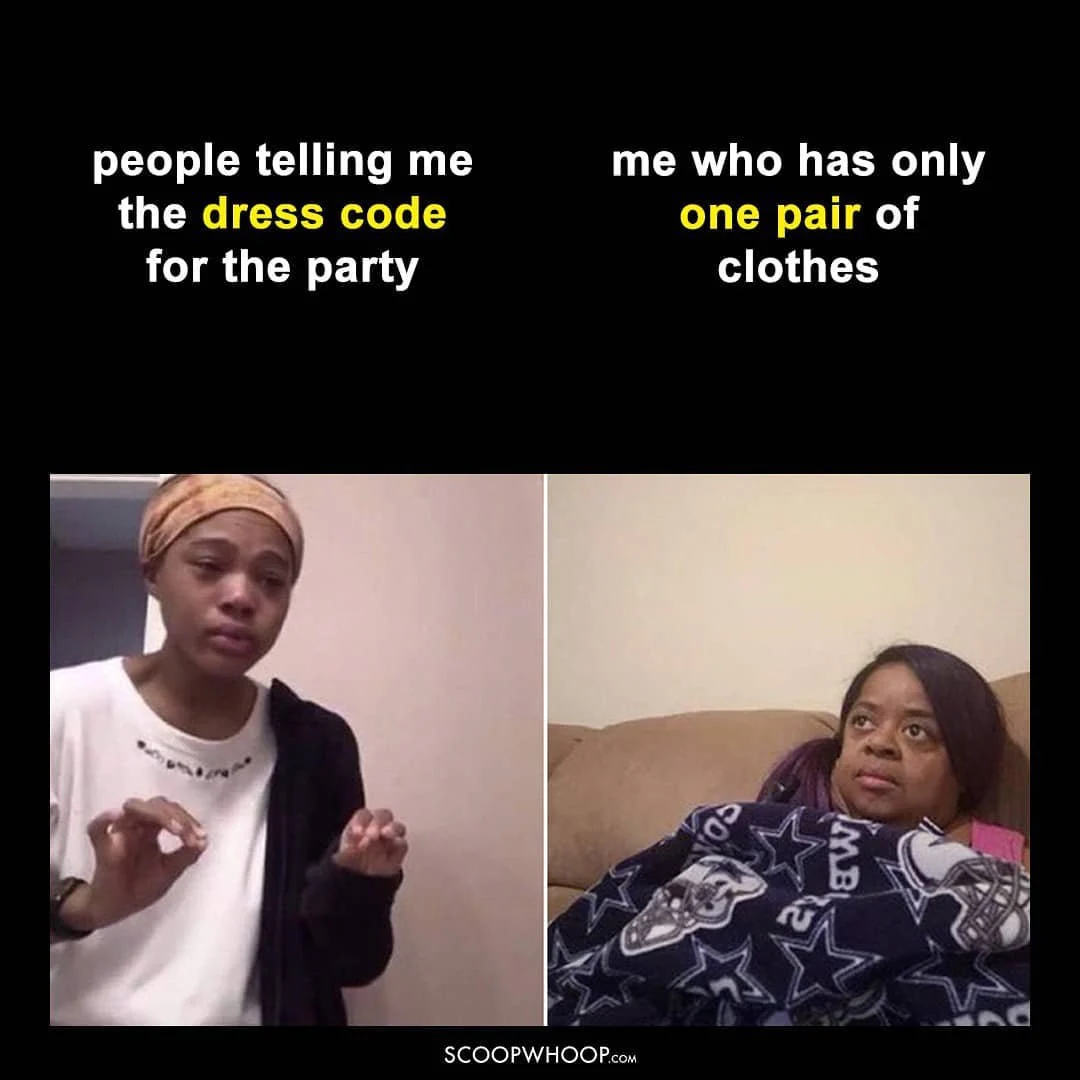 people telling me
the dress code
for the party
me who has only
one pair of
clothes
SCOOPWHOOP.COM